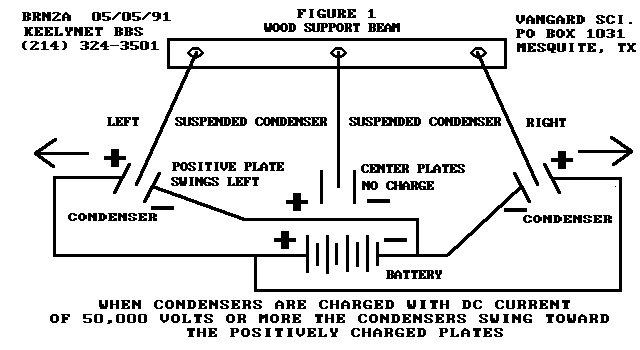 BRN2A 05/05/91
KEELYNET BBS
(214) 324-3501
FIGURE 1
WOOD SUPPORT BEAM
VANGARD SCI.
PO BOX 1031
MESQUITE, TX
LEFT
SUSPENDED CONDENSER
SUSPENDED CONDENSER
RIGHT
+
+
POSITIVE PLATE
SWINGS LEFT
CENTER PLATES
NO CHARGE
+
−
−
−
CONDENSER
CONDENSER
+
−
BATTERY
WHEN CONDENSERS ARE CHARGED WITH DC CURRENT
OF 50,000 VOLTS OR MORE THE CONDENSERS SWING TOWARD
THE POSITIVELY CHARGED PLATES